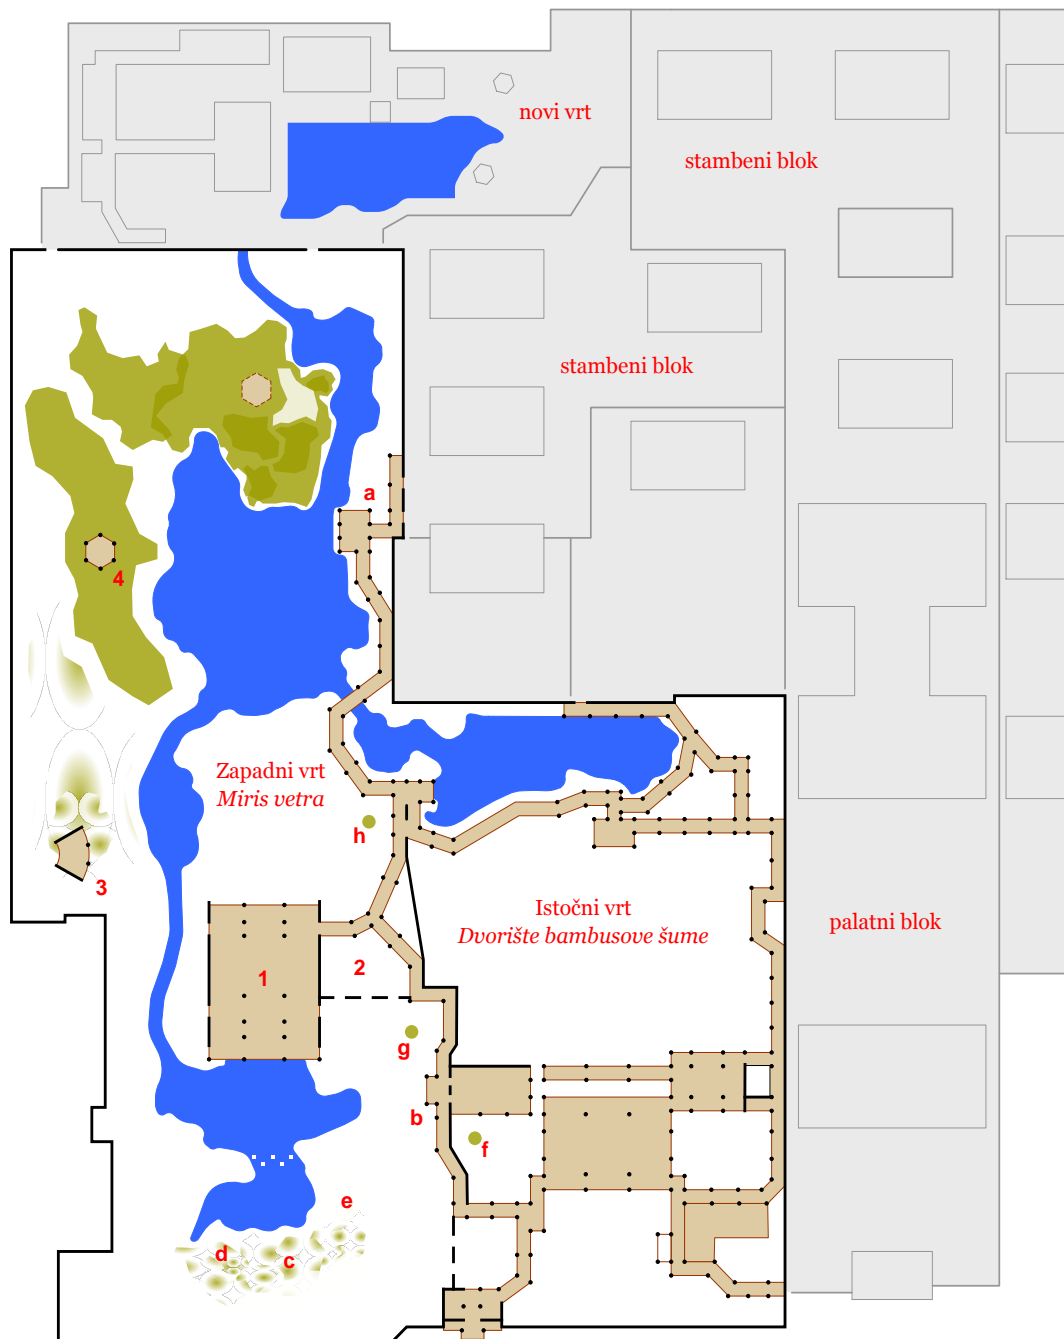 novi vrt
stambeni blok
stambeni blok
a
4
Zapadni vrt
Miris vetra
h
3
Istočni vrt
Dvorište bambusove šume
palatni blok
2
1
g
b
f
e
d
c